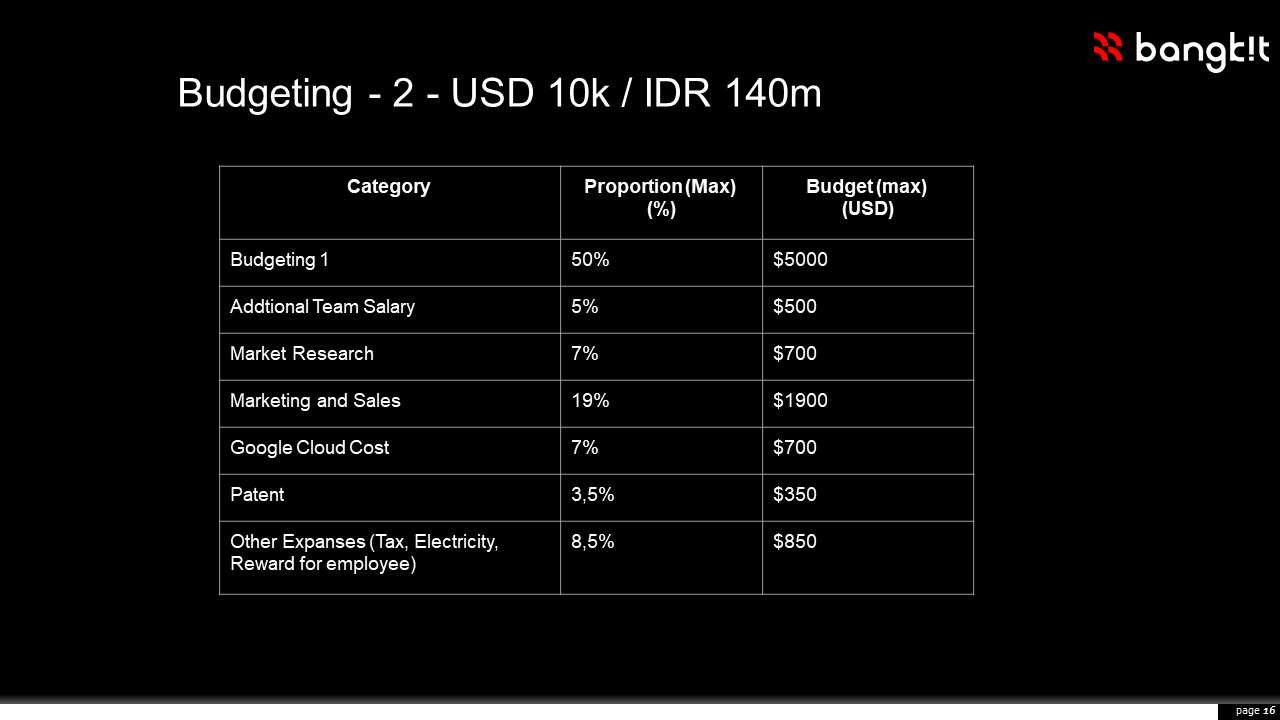 bangk!t
Budgeting - 2 - USD 10k / IDR 140m
Category Proportion (Max) (%) Budget (max) (USD)
Budgeting 1 50% $5000
Addtional Team Salary 5% $500
Market Research 7% $700
Marketing and Sales 19% $1900
Google Cloud Cost 7% $700
Patent 3,5% $350
Other Expanses (Tax, Electricity, Reward for employee) 8,5% $850
page 16